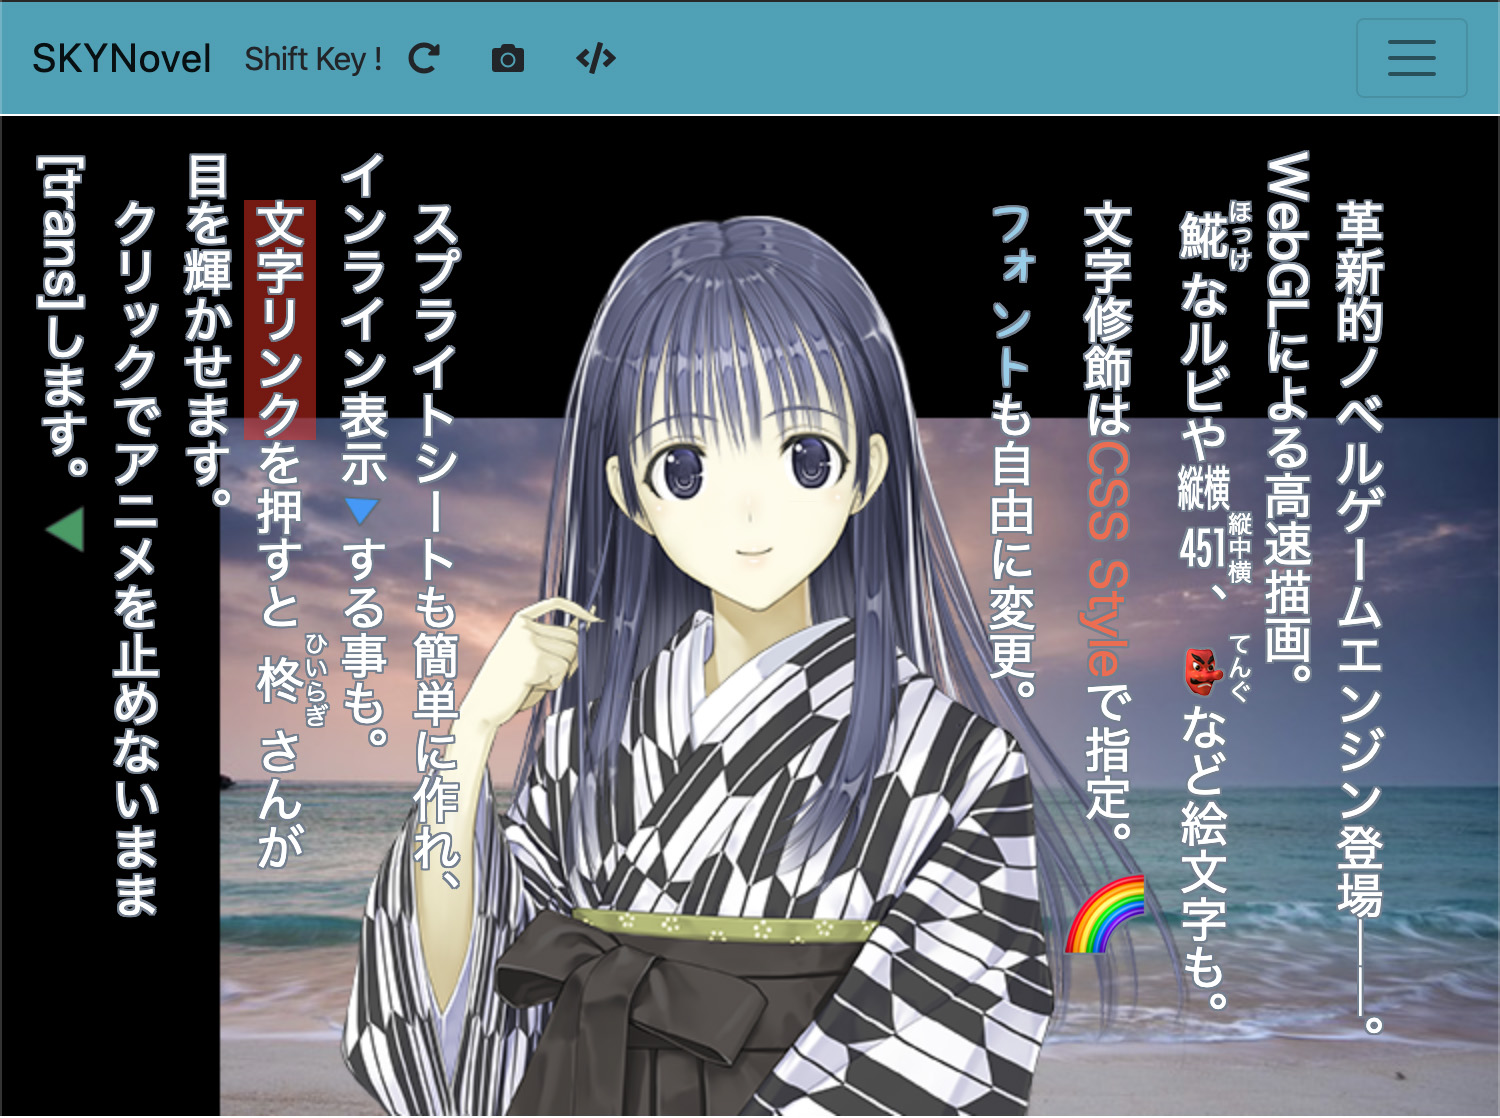 SKYNovel Shift Key !
革新的ノベルゲームエンジン登場──。
WebGLによる高速描画。
𩸽なルビや縦横451、👺など絵文字も。
ほっけ
縦中横
てんぐ
文字修飾はCSS Styleで指定。🌈
フォントも自由に変更。
スプライトシートも簡単に作れ、
インライン表示する事も。
文字リンクを押すと 柊 さんが
ひいらぎ
目を輝かせます。
クリックでアニメを止めないまま
[trans]します。